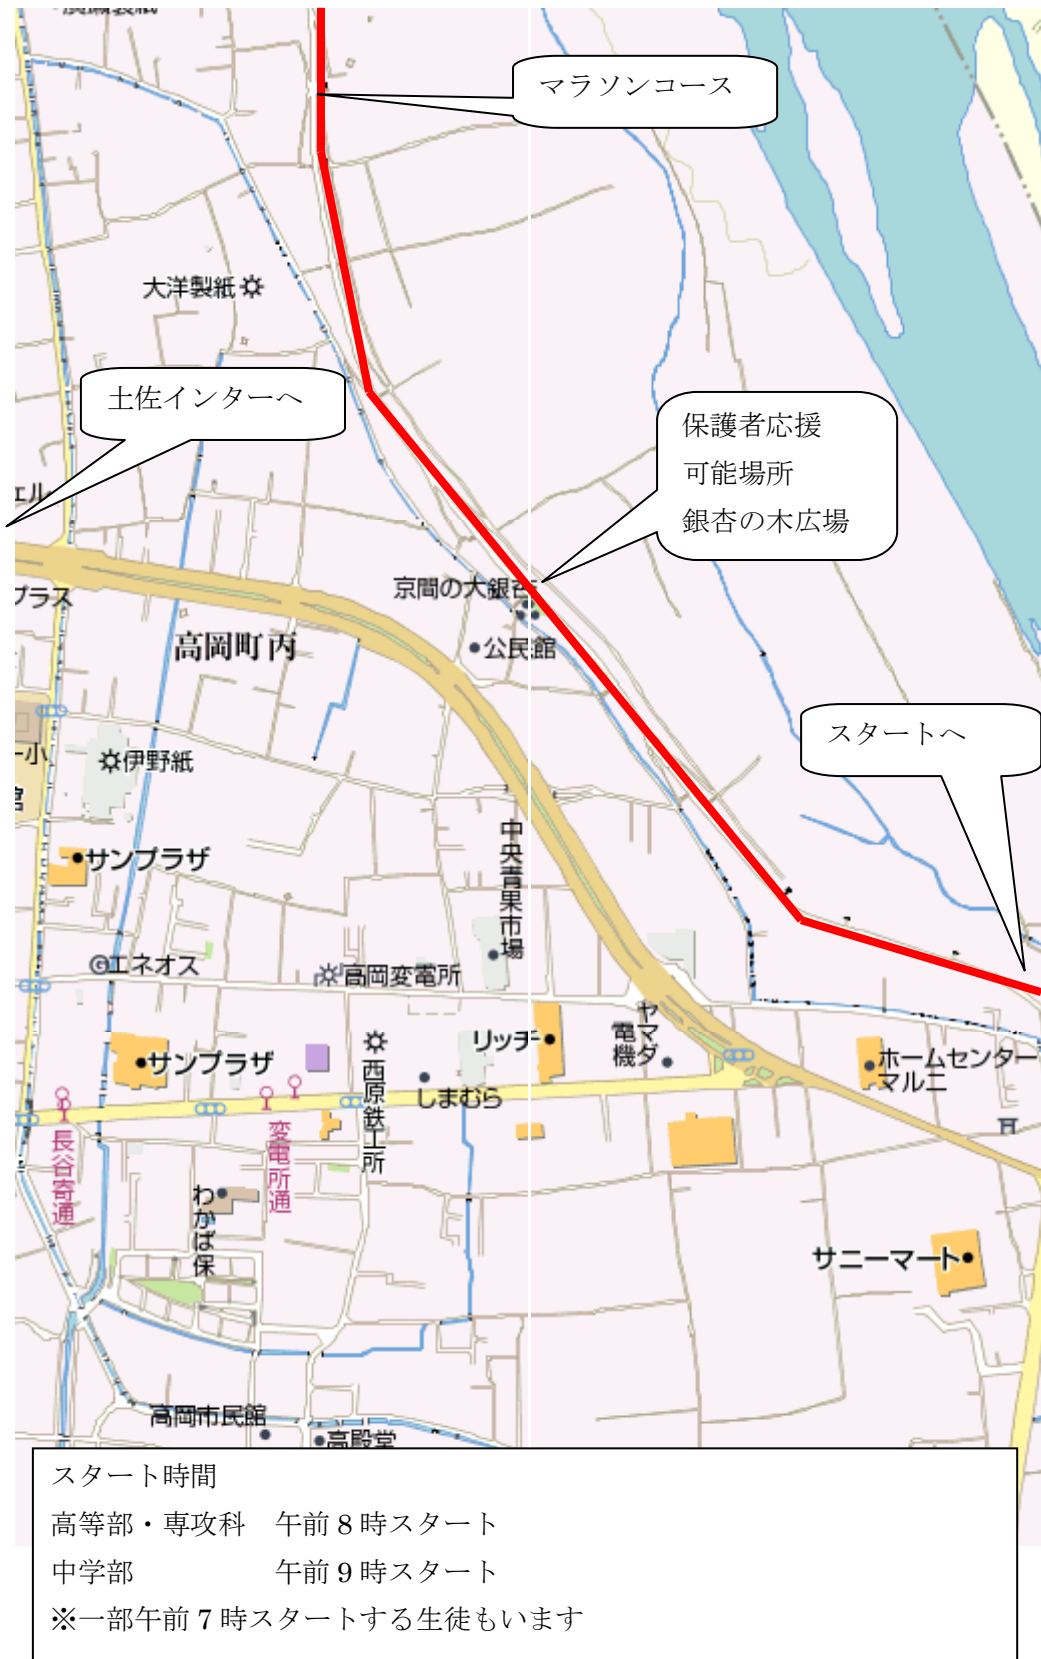 マラソンコース
大洋製紙
土佐インターへ
保護者応援
可能場所
銀杏の木広場
ェル
プラス
京間の大銀杏
高岡町丙
公民館
スタートへ
小
伊野紙
サンプラザ
中央青果市場
エネオス
高岡変電所
リッチ
ヤマダ
電機
サンプラザ
西原鉄工所
しまむら
ホームセンター
マルニ
長谷寄通
変電所通
わかば保
サニーマート
高岡市民館
高殿堂
スタート時間
高等部・専攻科 午前8時スタート
中学部 午前9時スタート
※一部午前7時スタートする生徒もいます